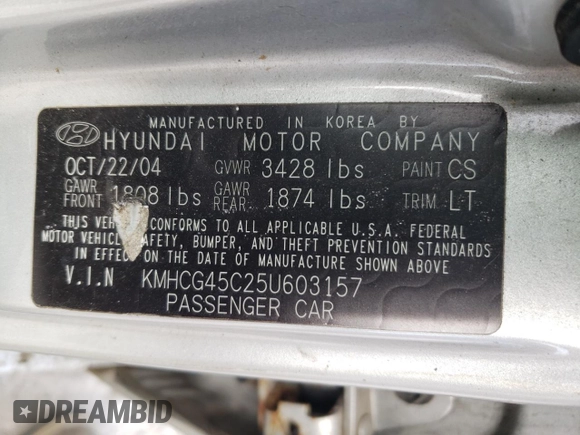 MANUFACTURED IN KOREA BY
HYUNDAI MOTOR COMPANY
OCT/22/04 GVWR 3428 lbs PAINT CS
GAWR FRONT 1808 lbs GAWR REAR 1874 lbs TRIM LT
THIS VEHICLE CONFORMS TO ALL APPLICABLE U.S.A. FEDERAL
MOTOR VEHICLE SAFETY, BUMPER, AND THEFT PREVENTION STANDARDS
IN EFFECT ON THE DATE OF MANUFACTURE SHOWN ABOVE
V.I.N KMHCG45C25U603157
PASSENGER CAR
DREAMBID